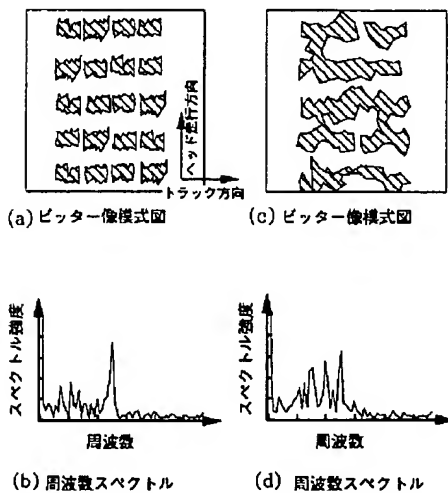 ヘッド走行方向
トラック方向
(a) ビッター像模式図
(c) ビッター像模式図
スペクトル強度
周波数
スペクトル強度
周波数
(b) 周波数スペクトル
(d) 周波数スペクトル